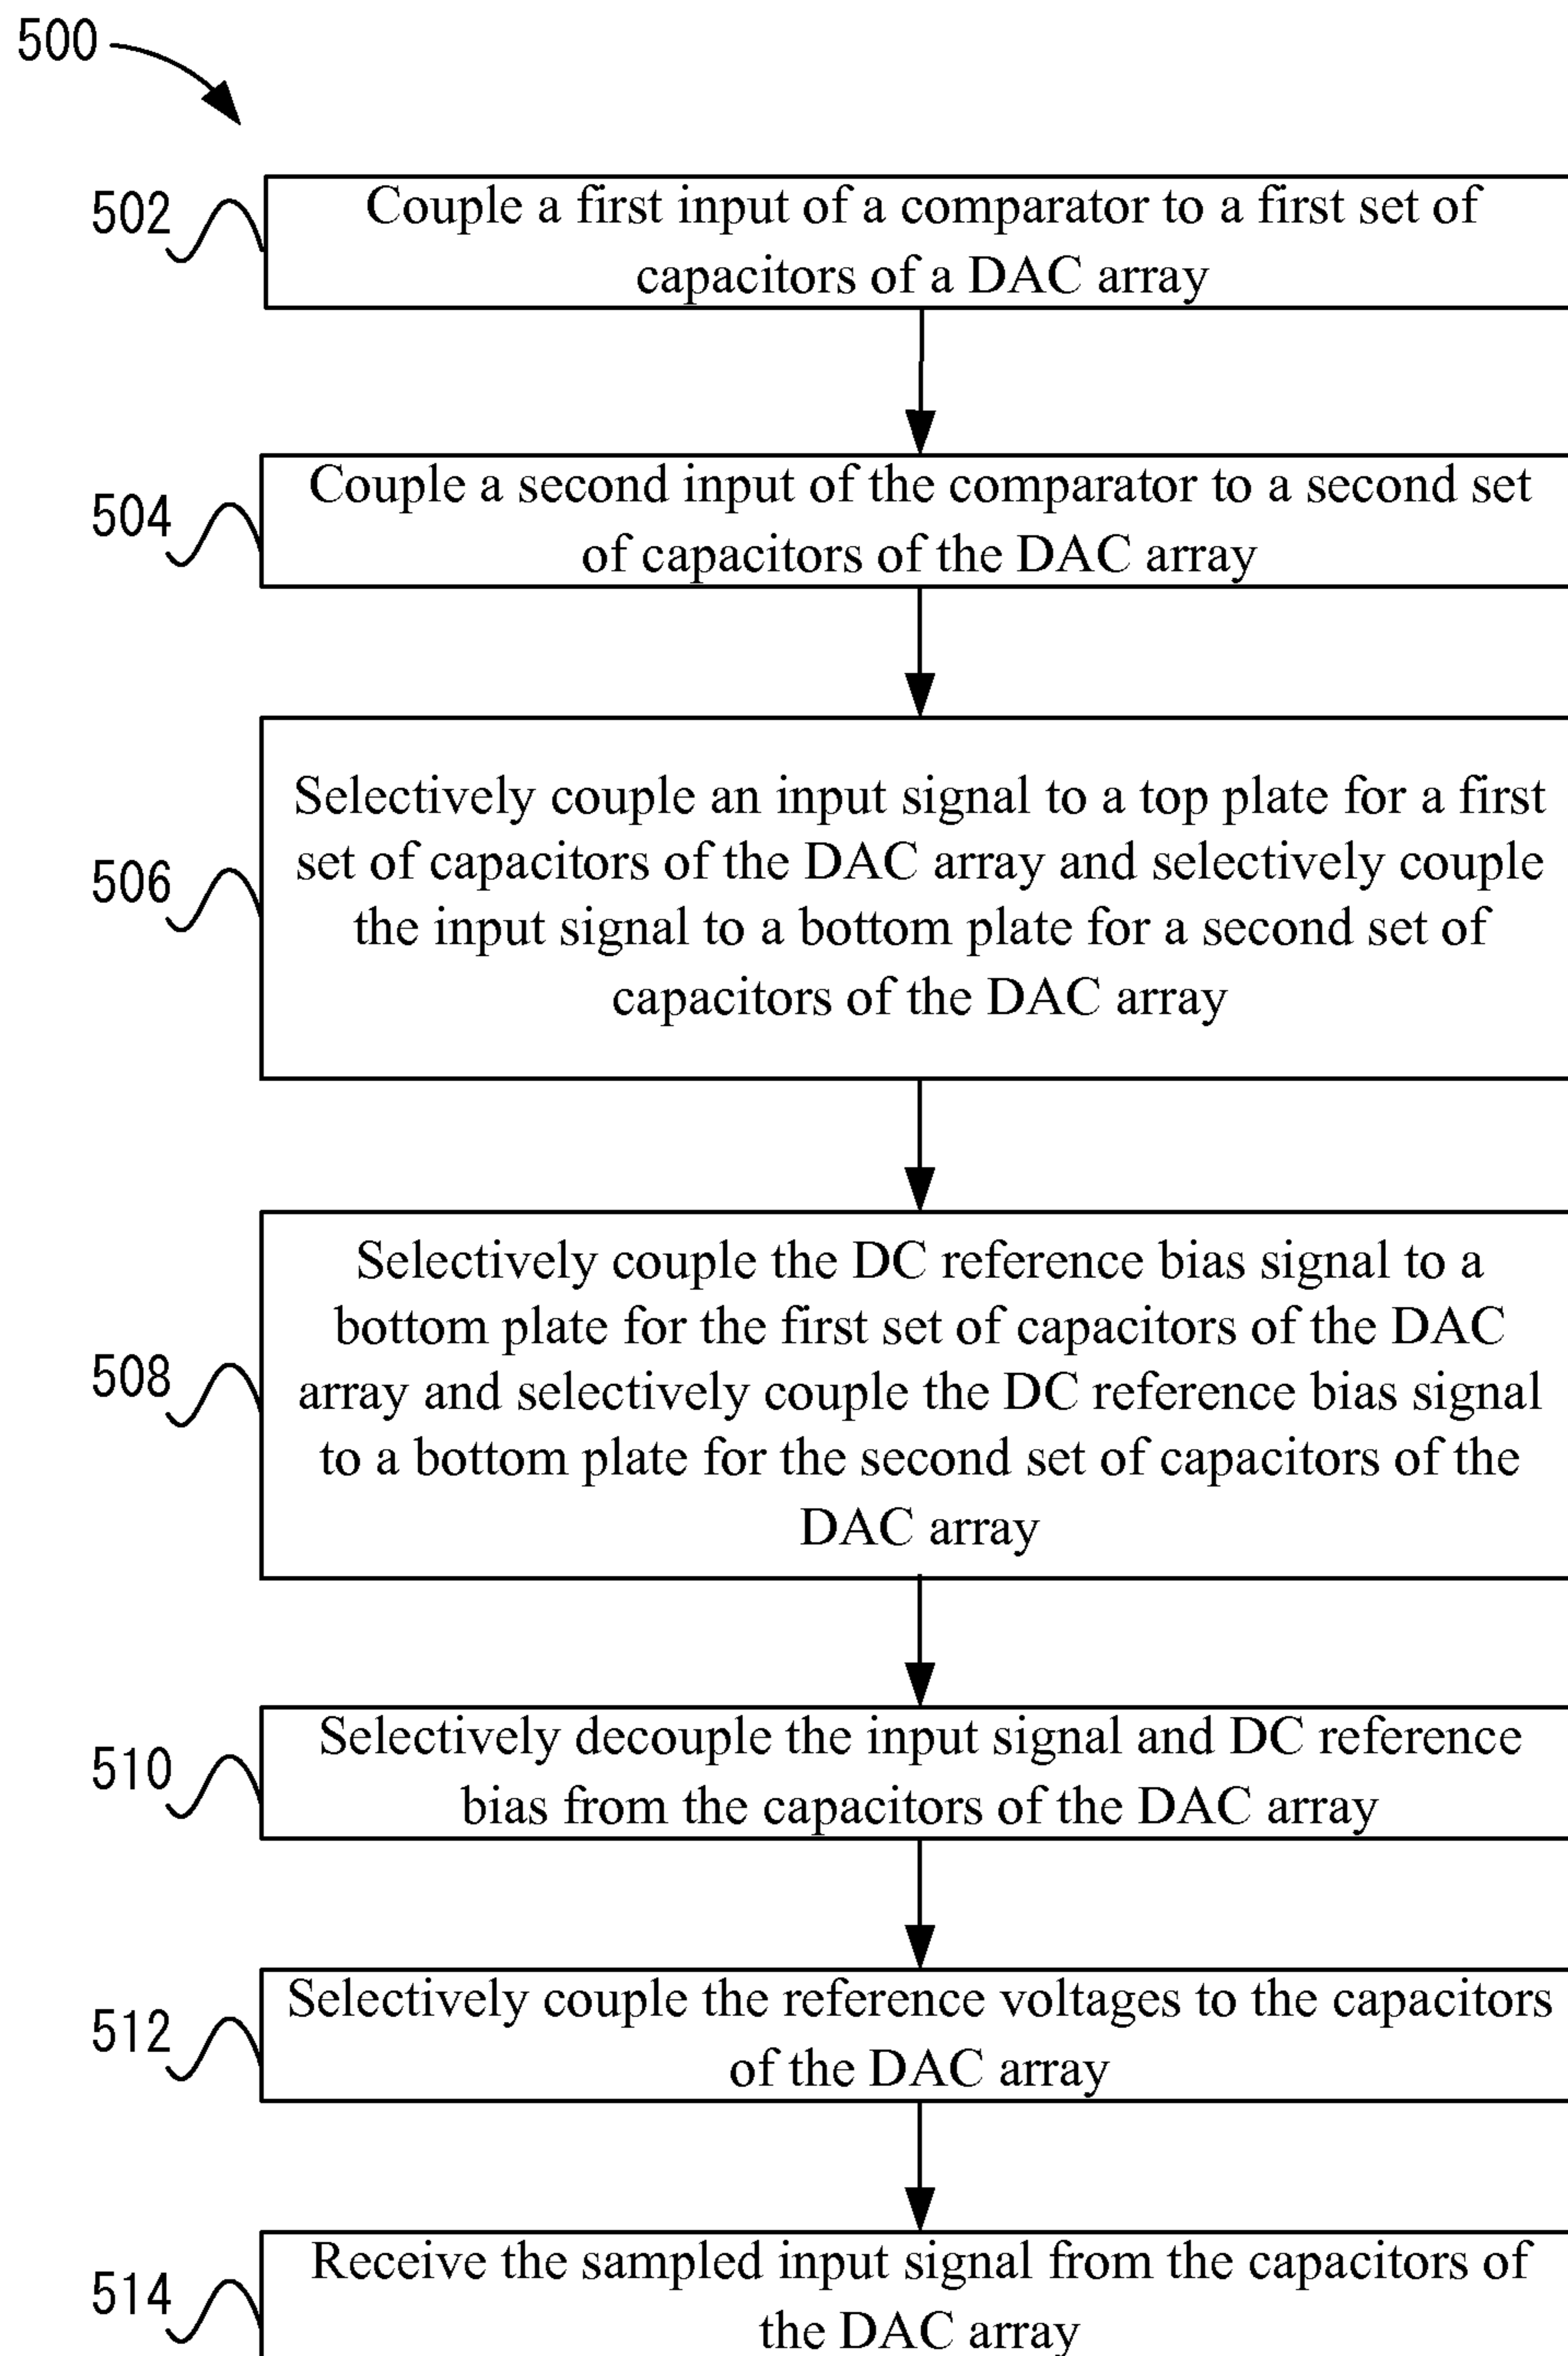 500
502
Couple a first input of a comparator to a first set of
capacitors of a DAC array
504
Couple a second input of the comparator to a second set
of capacitors of the DAC array
506
Selectively couple an input signal to a top plate for a first
set of capacitors of the DAC array and selectively couple
the input signal to a bottom plate for a second set of
capacitors of the DAC array
508
Selectively couple the DC reference bias signal to a
bottom plate for the first set of capacitors of the DAC
array and selectively couple the DC reference bias signal
to a bottom plate for the second set of capacitors of the
DAC array
510
Selectively decouple the input signal and DC reference
bias from the capacitors of the DAC array
512
Selectively couple the reference voltages to the capacitors
of the DAC array
514
Receive the sampled input signal from the capacitors of
the DAC array